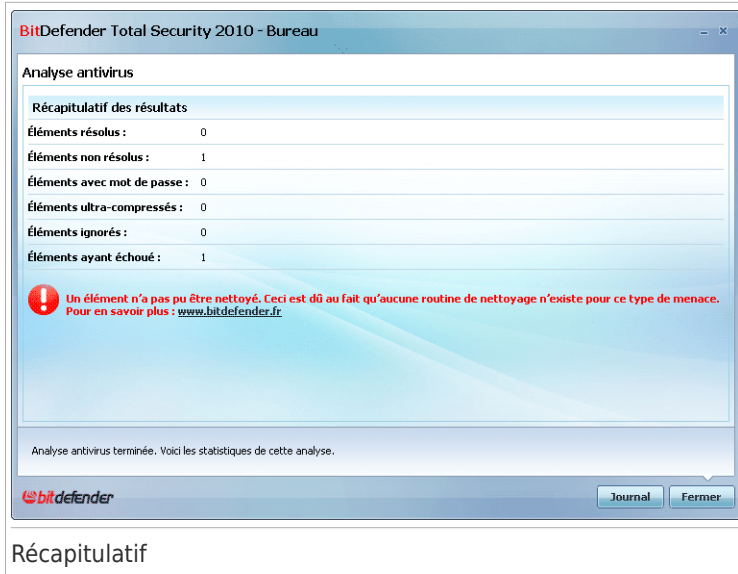 BitDefender Total Security 2010 - Bureau
Analyse antivirus
Récapitulatif des résultats
Éléments résolus : 0
Éléments non résolus : 1
Éléments avec mot de passe : 0
Éléments ultra-compressés : 0
Éléments ignorés : 0
Éléments ayant échoué : 1
Un élément n'a pas pu être nettoyé. Ceci est dû au fait qu'aucune routine de nettoyage n'existe pour ce type de menace.
Pour en savoir plus : www.bitdefender.fr
Analyse antivirus terminée. Voici les statistiques de cette analyse.
bitdefender
Journal Fermer
Récapitulatif